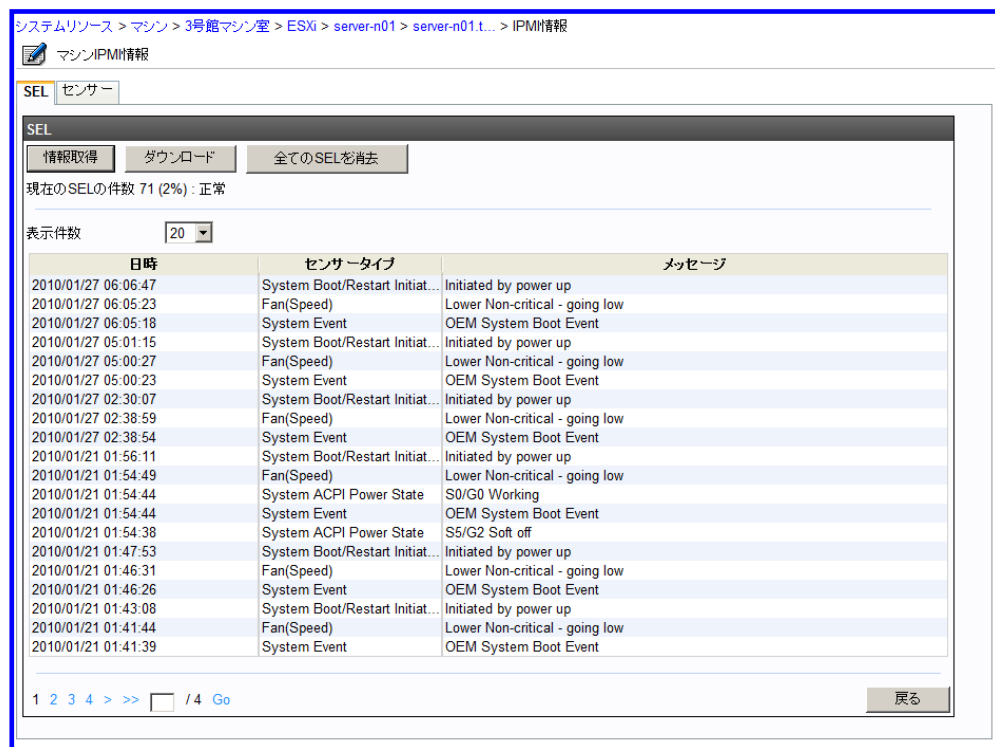 システムリソース > マシン > 3号館マシン室 > ESXi > server-n01 > server-n01.t... > IPMI情報
マシンIPMI情報
SEL センサー
SEL
情報取得 ダウンロード 全てのSELを消去
現在のSELの件数 71 (2%) : 正常
表示件数 20
日時 センサータイプ メッセージ
2010/01/27 06:06:47 System Boot/Restart Initiat... Initiated by power up
2010/01/27 06:05:23 Fan(Speed) Lower Non-critical - going low
2010/01/27 06:05:18 System Event OEM System Boot Event
2010/01/27 05:01:15 System Boot/Restart Initiat... Initiated by power up
2010/01/27 05:00:27 Fan(Speed) Lower Non-critical - going low
2010/01/27 05:00:23 System Event OEM System Boot Event
2010/01/27 02:30:07 System Boot/Restart Initiat... Initiated by power up
2010/01/27 02:38:59 Fan(Speed) Lower Non-critical - going low
2010/01/27 02:38:54 System Event OEM System Boot Event
2010/01/21 01:56:11 System Boot/Restart Initiat... Initiated by power up
2010/01/21 01:54:49 Fan(Speed) Lower Non-critical - going low
2010/01/21 01:54:44 System ACPI Power State S0/G0 Working
2010/01/21 01:54:44 System Event OEM System Boot Event
2010/01/21 01:54:38 System ACPI Power State S5/G2 Soft off
2010/01/21 01:47:53 System Boot/Restart Initiat... Initiated by power up
2010/01/21 01:46:31 Fan(Speed) Lower Non-critical - going low
2010/01/21 01:46:26 System Event OEM System Boot Event
2010/01/21 01:43:08 System Boot/Restart Initiat... Initiated by power up
2010/01/21 01:41:44 Fan(Speed) Lower Non-critical - going low
2010/01/21 01:41:39 System Event OEM System Boot Event
1 2 3 4 > >> / 4 Go 戻る